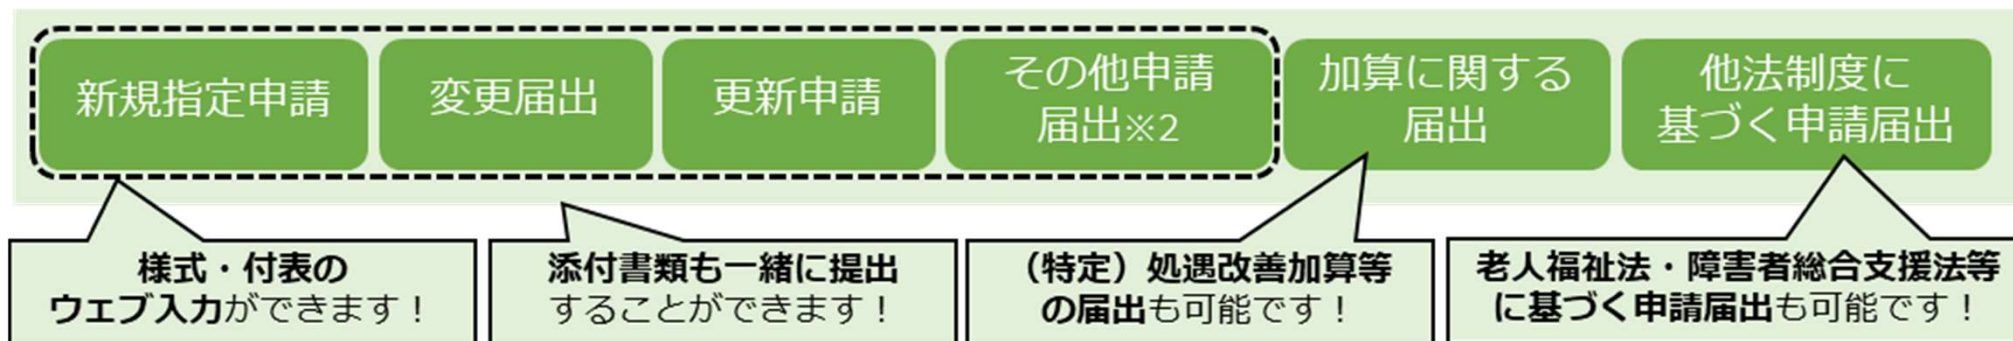 新規指定申請
変更届出
更新申請
その他申請
届出※2
加算に関する
届出
他法制度に
基づく申請届出
様式・付表の
ウェブ入力ができます！
添付書類も一緒に提出
することができます！
（特定）処遇改善加算等
の届出も可能です！
老人福祉法・障害者総合支援法等
に基づく申請届出も可能です！